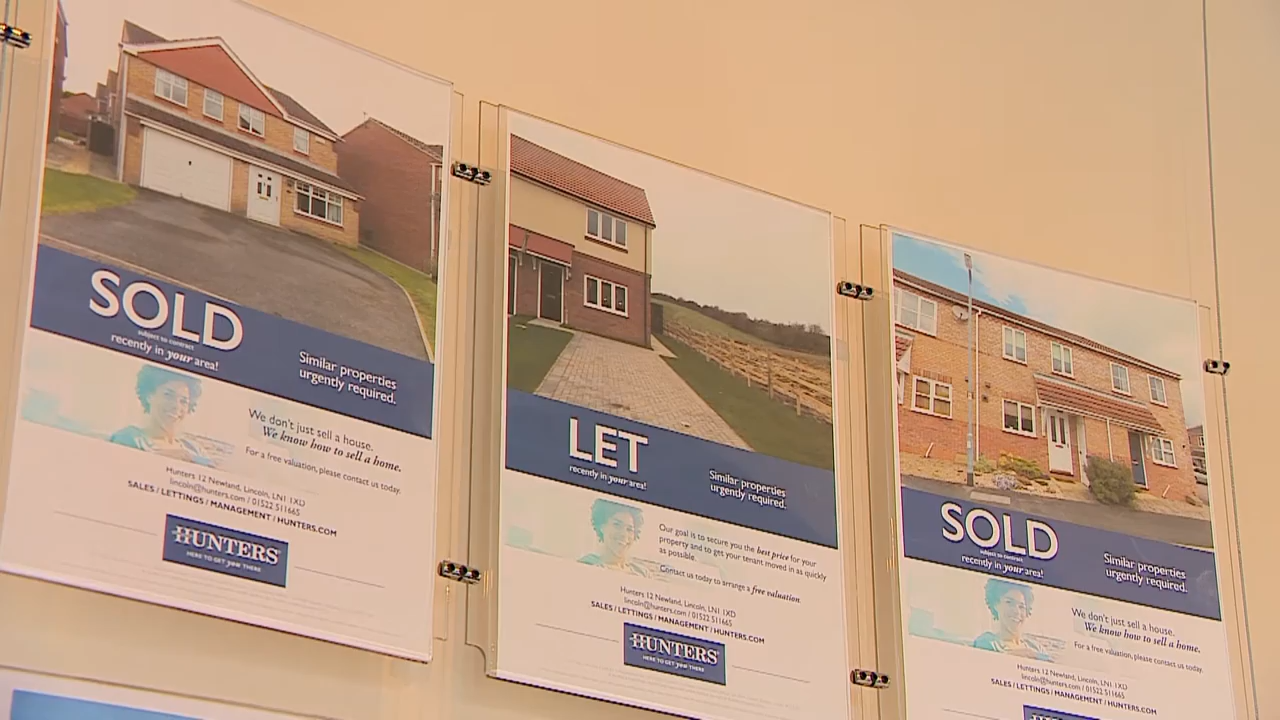 SOLD
subject to contract
recently in your area!
Similar properties
urgently required.
We don't just sell a house.
We know how to sell a home.
For a free valuation, please contact us today.
Hunters 12 Newland, Lincoln, LN1 1XD
lincoln@hunters.com / 01522 511665
SALES / LETTINGS / MANAGEMENT / HUNTERS.COM
HUNTERS
HERE TO GET you THERE
LET
recently in your area!
Similar properties
urgently required.
Our goal is to secure you the best price for your
property and to get your tenant moved in as quickly
as possible.
Contact us today to arrange a free valuation.
Hunters 12 Newland, Lincoln, LN1 1XD
lincoln@hunters.com / 01522 511665
SALES / LETTINGS / MANAGEMENT / HUNTERS.COM
HUNTERS
HERE TO GET you THERE
SOLD
subject to contract
recently in your area!
Similar properties
urgently required.
We don't just sell a house.
We know how to sell a home.
For a free valuation, please contact us today.
Hunters 12 Newland, Lincoln, LN1 1XD
lincoln@hunters.com / 01522 511665
SALES / LETTINGS / MANAGEMENT / HUNTERS.COM
HUNTERS